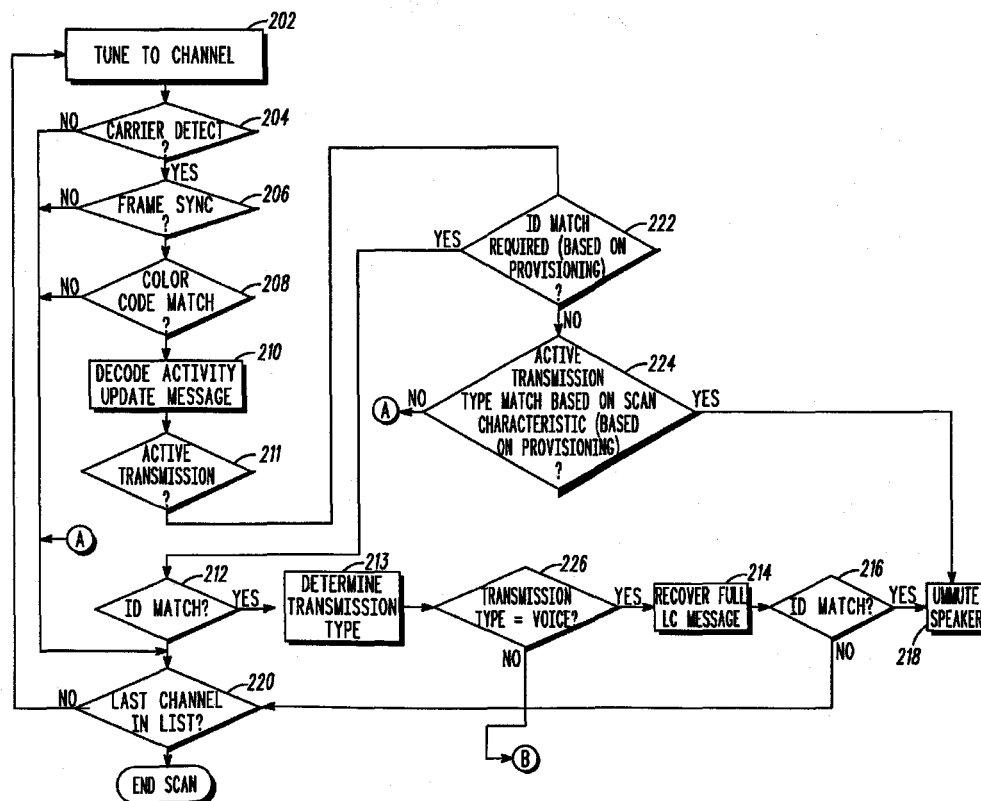 202
TUNE TO CHANNEL
204
NO
CARRIER DETECT
?
YES
206
NO
FRAME SYNC
?
208
NO
COLOR
CODE MATCH
?
210
DECODE ACTIVITY
UPDATE MESSAGE
211
ACTIVE
TRANSMISSION
?
222
YES
ID MATCH
REQUIRED (BASED ON
PROVISIONING)
?
NO
224
ACTIVE
TRANSMISSION
TYPE MATCH BASED ON SCAN
CHARACTERISTIC (BASED
ON PROVISIONING)
?
A
NO
YES
A
212
ID MATCH?
YES
213
DETERMINE
TRANSMISSION
TYPE
226
TRANSMISSION
TYPE = VOICE?
YES
NO
214
RECOVER FULL
LC MESSAGE
216
ID MATCH?
YES
NO
UMMUTE
SPEAKER
218
220
NO
LAST CHANNEL
IN LIST?
B
END SCAN